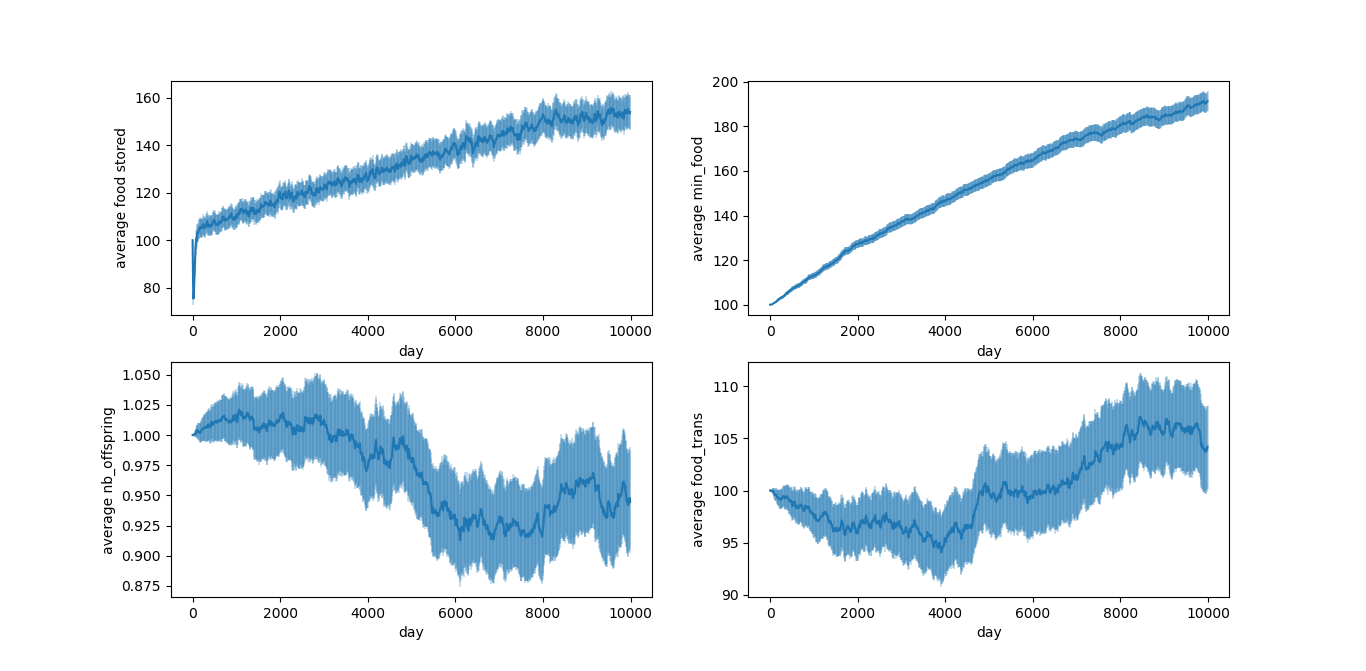 160
140
120
100
80
average food stored
0 2000 4000 6000 8000 10000
day
200
180
160
140
120
100
average min_food
0 2000 4000 6000 8000 10000
day
1.050
1.025
1.000
0.975
0.950
0.925
0.900
0.875
average nb_offspring
0 2000 4000 6000 8000 10000
day
110
105
100
95
90
average food_trans
0 2000 4000 6000 8000 10000
day